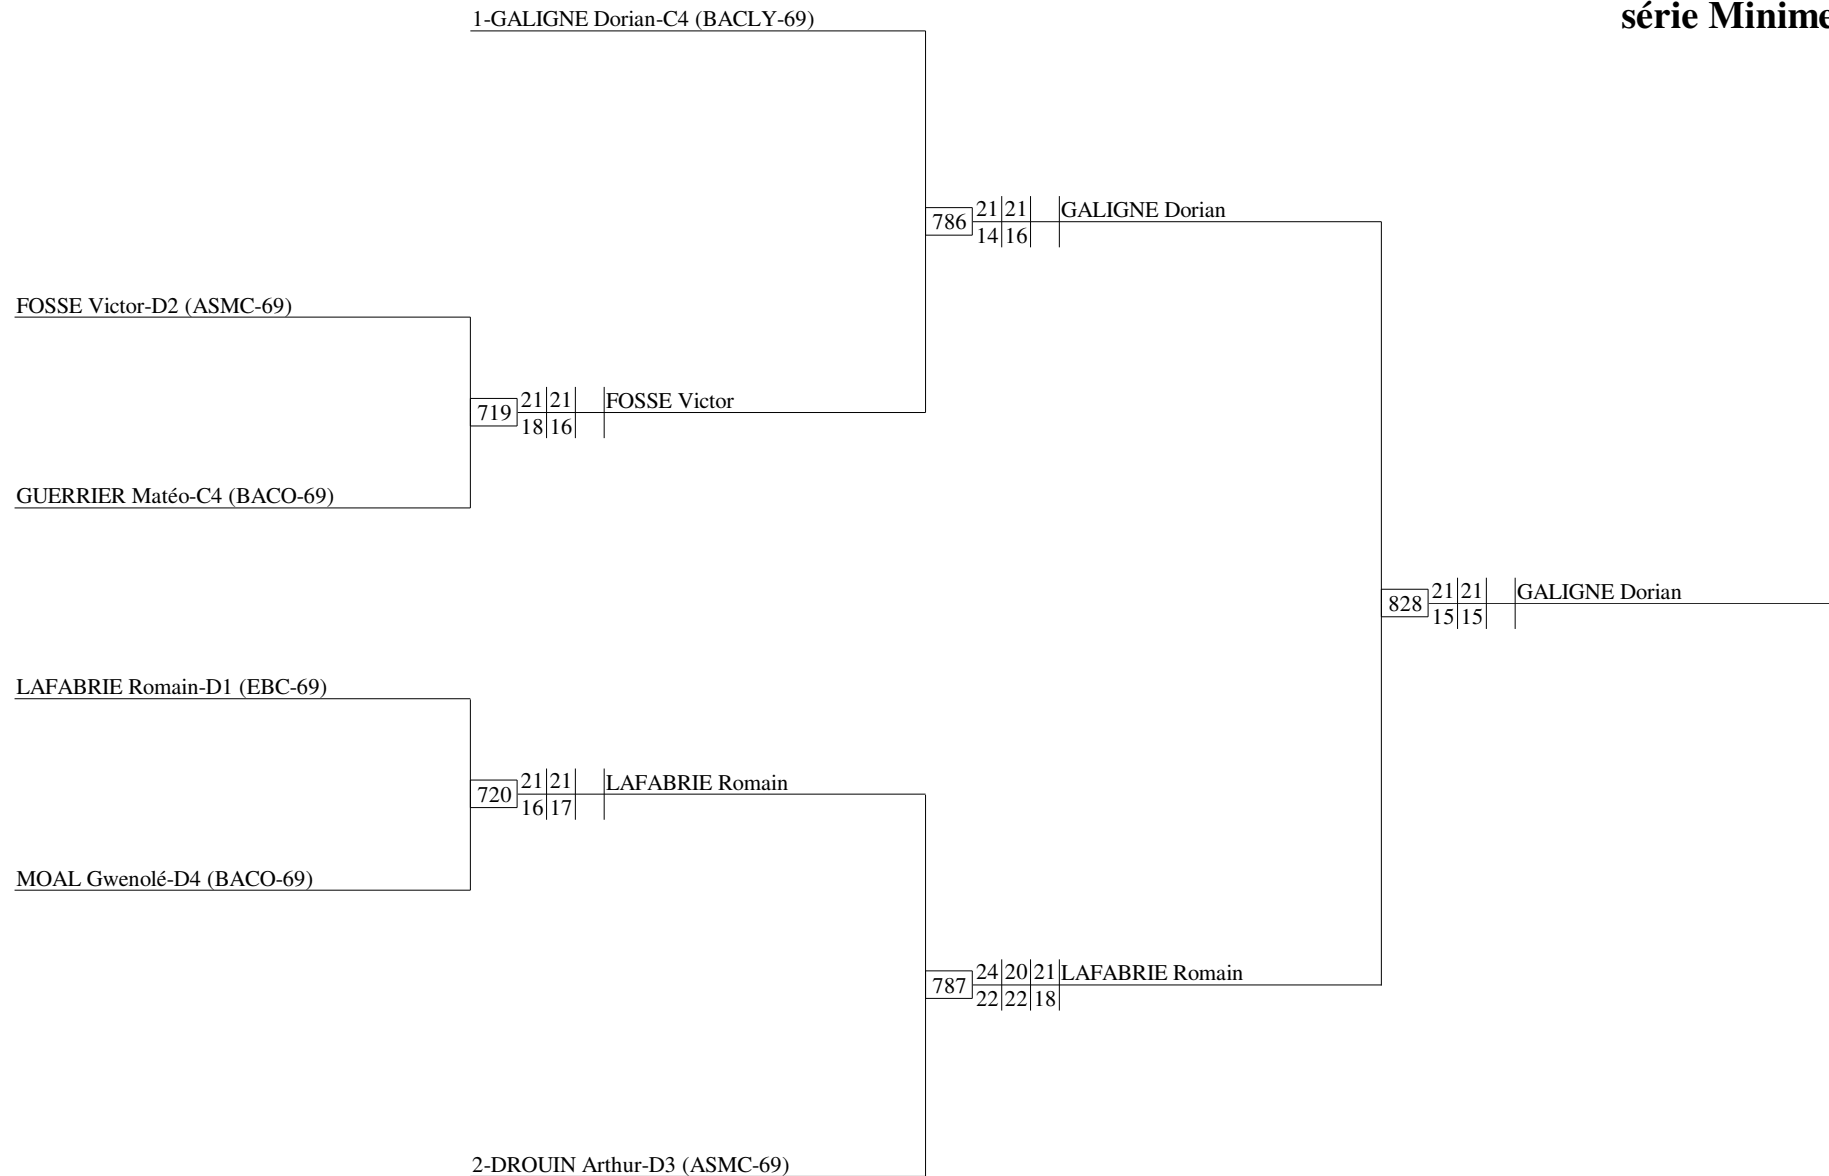 série Minime
1-GALIGNE Dorian-C4 (BACLY-69)
786 21 21 GALIGNE Dorian
14 16
FOSSE Victor-D2 (ASMC-69)
719 21 21 FOSSE Victor
18 16
GUERRIER Matéo-C4 (BACO-69)
828 21 21 GALIGNE Dorian
15 15
LAFABRIE Romain-D1 (EBC-69)
720 21 21 LAFABRIE Romain
16 17
MOAL Gwenolé-D4 (BACO-69)
787 24 20 21 LAFABRIE Romain
22 22 18
2-DROUIN Arthur-D3 (ASMC-69)